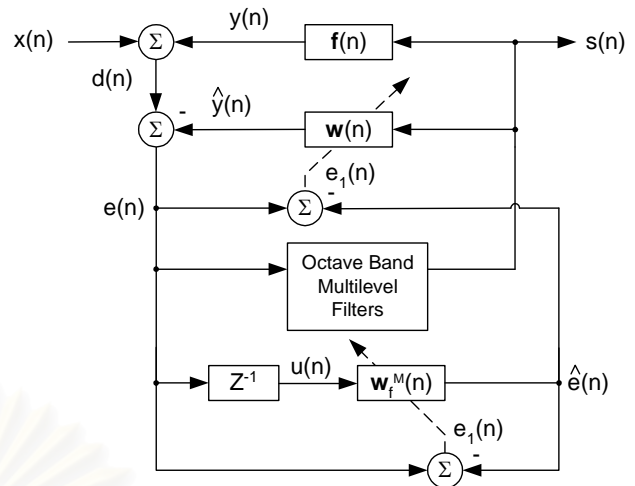 x(n) Σ y(n) f(n) s(n)
d(n)
Σ - ŷ(n) w(n)
e₁(n)
e(n) Σ -
Octave Band
Multilevel
Filters
Z⁻¹ u(n) w_f^M(n) ê(n)
e₁(n)
Σ -